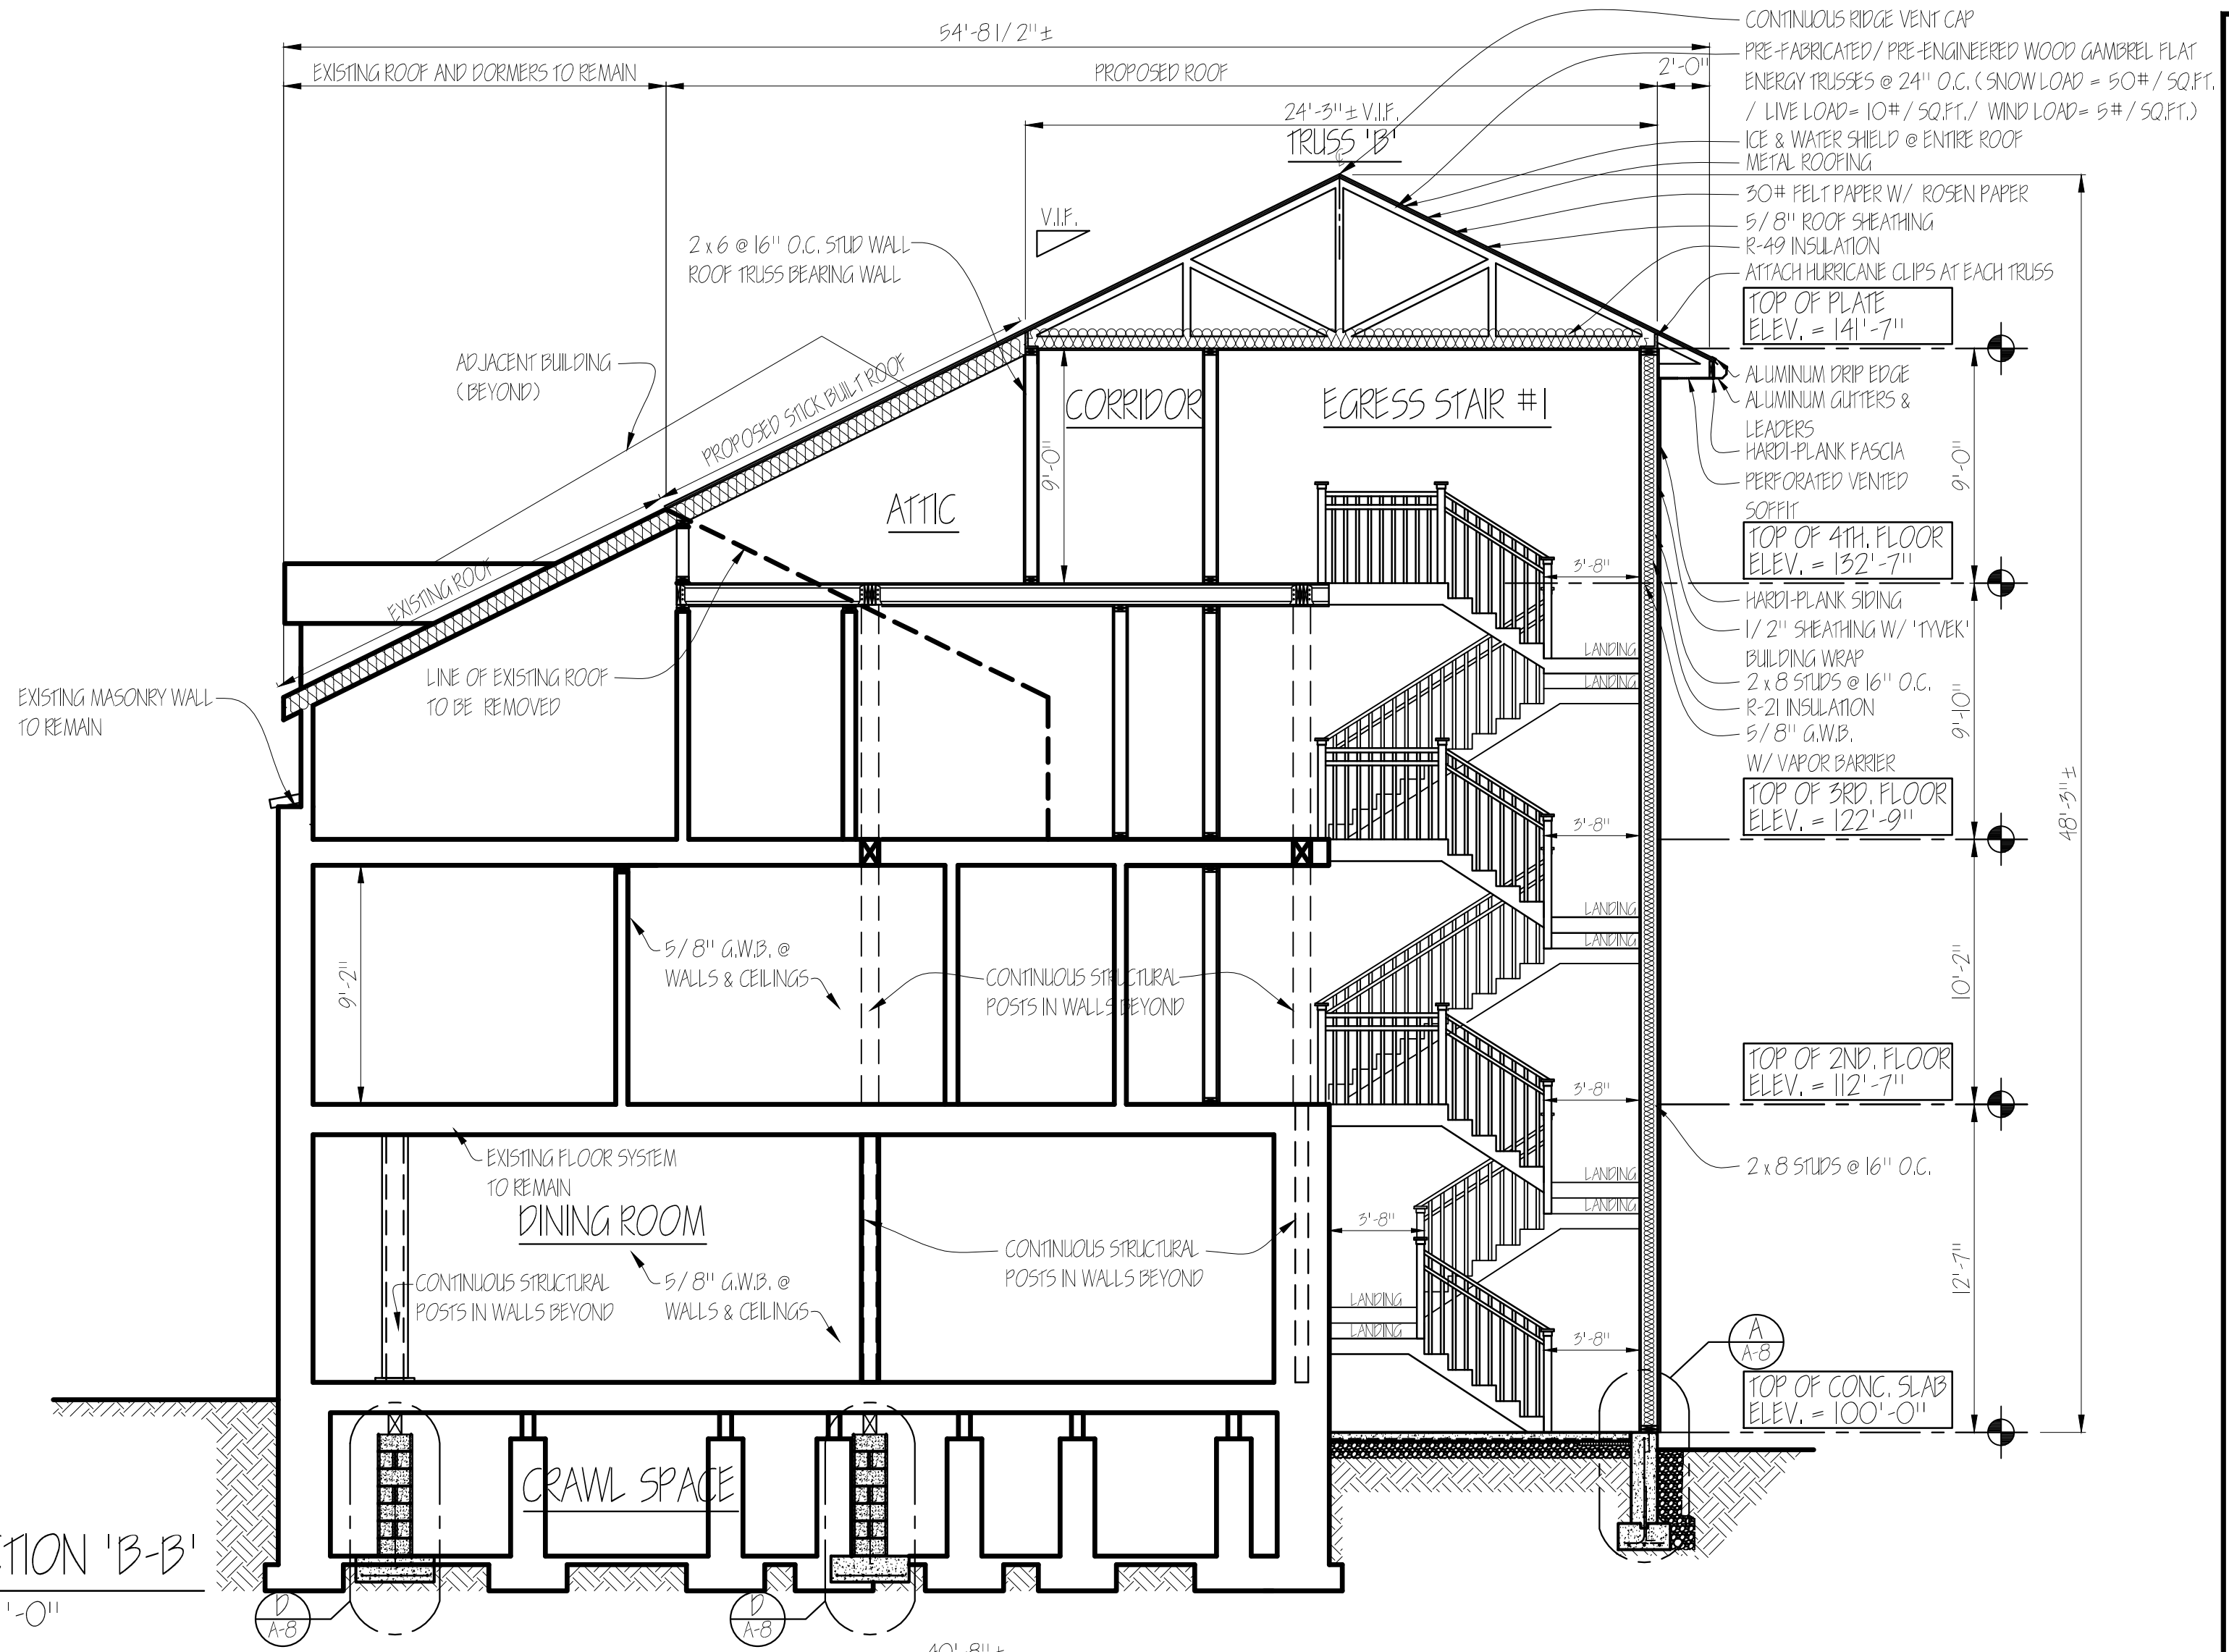 54'-8 1/2"±
EXISTING ROOF AND DORMERS TO REMAIN
PROPOSED ROOF
2'-0"
24'-3"± V.I.F.
TRUSS 'B'
CONTINUOUS RIDGE VENT CAP
PRE-FABRICATED/ PRE-ENGINEERED WOOD GAMBREL FLAT
ENERGY TRUSSES @ 24" O.C. ( SNOW LOAD = 50# / SQ.FT.
/ LIVE LOAD= 10# / SQ.FT./ WIND LOAD= 5# / SQ.FT.)
ICE & WATER SHIELD @ ENTIRE ROOF
METAL ROOFING
30# FELT PAPER W/ ROSEN PAPER
5/8" ROOF SHEATHING
R-49 INSULATION
ATTACH HURRICANE CLIPS AT EACH TRUSS
TOP OF PLATE
ELEV. = 141'-7"
ALUMINUM DRIP EDGE
ALUMINUM GUTTERS &
LEADERS
HARDI-PLANK FASCIA
PERFORATED VENTED
SOFFIT
TOP OF 4TH. FLOOR
ELEV. = 132'-7"
HARDI-PLANK SIDING
1/2" SHEATHING W/ 'TYVEK'
BUILDING WRAP
2 x 8 STUDS @ 16" O.C.
R-21 INSULATION
5/8" G.W.B.
W/ VAPOR BARRIER
TOP OF 3RD. FLOOR
ELEV. = 122'-9"
TOP OF 2ND. FLOOR
ELEV. = 112'-7"
2 x 8 STUDS @ 16" O.C.
A
A-8
TOP OF CONC. SLAB
ELEV. = 100'-0"
9'-0"
9'-10"
10'-2"
12'-7"
48'-3"±
V.I.F.
2 x 6 @ 16" O.C. STUD WALL
ROOF TRUSS BEARING WALL
ADJACENT BUILDING
(BEYOND)
PROPOSED STICK BUILT ROOF
EXISTING ROOF
CORRIDOR
EGRESS STAIR #1
9'-0"
ATTIC
3'-8"
LANDING
LANDING
LINE OF EXISTING ROOF
TO BE REMOVED
EXISTING MASONRY WALL
TO REMAIN
3'-8"
LANDING
LANDING
9'-2"
5/8" G.W.B. @
WALLS & CEILINGS
CONTINUOUS STRUCTURAL
POSTS IN WALLS BEYOND
3'-8"
LANDING
LANDING
EXISTING FLOOR SYSTEM
TO REMAIN
DINING ROOM
3'-8"
CONTINUOUS STRUCTURAL
POSTS IN WALLS BEYOND
CONTINUOUS STRUCTURAL
POSTS IN WALLS BEYOND
5/8" G.W.B. @
WALLS & CEILINGS
LANDING
LANDING
3'-8"
CRAWL SPACE
D
A-8
D
A-8
TION 'B-B'
'-0"